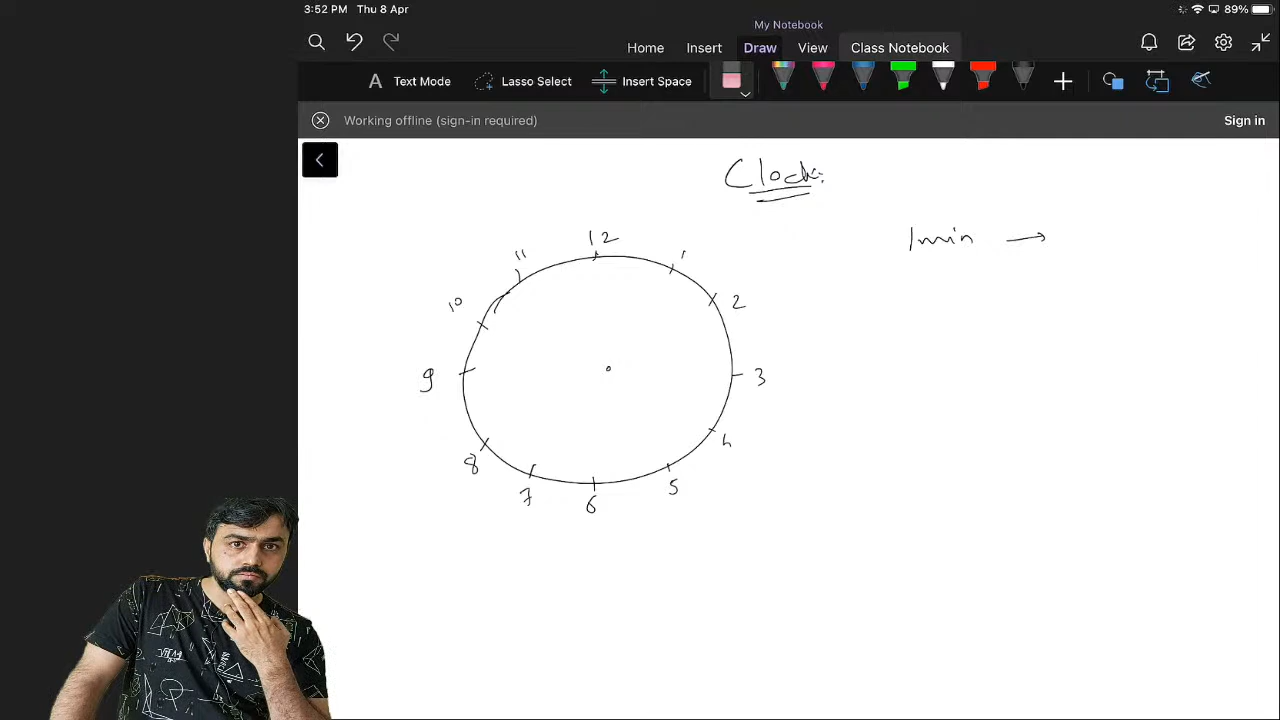 3:52 PM Thu 8 Apr
89%
My Notebook
Home Insert Draw View Class Notebook
A Text Mode Lasso Select Insert Space
Working offline (sign-in required) Sign in
Clock:
1min →
12
11
1
10
2
9
3
8
4
7
6
5